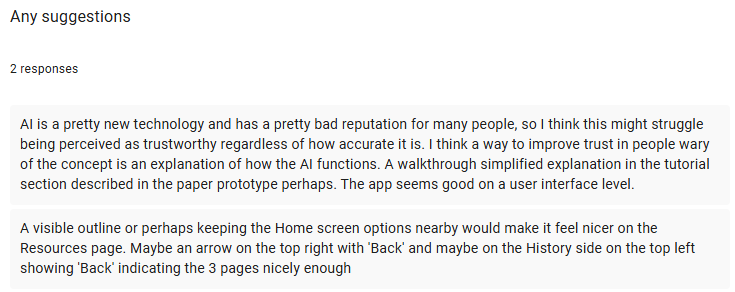 Any suggestions
2 responses
AI is a pretty new technology and has a pretty bad reputation for many people, so I think this might struggle
being perceived as trustworthy regardless of how accurate it is. I think a way to improve trust in people wary
of the concept is an explanation of how the AI functions. A walkthrough simplified explanation in the tutorial
section described in the paper prototype perhaps. The app seems good on a user interface level.
A visible outline or perhaps keeping the Home screen options nearby would make it feel nicer on the
Resources page. Maybe an arrow on the top right with 'Back' and maybe on the History side on the top left
showing 'Back' indicating the 3 pages nicely enough